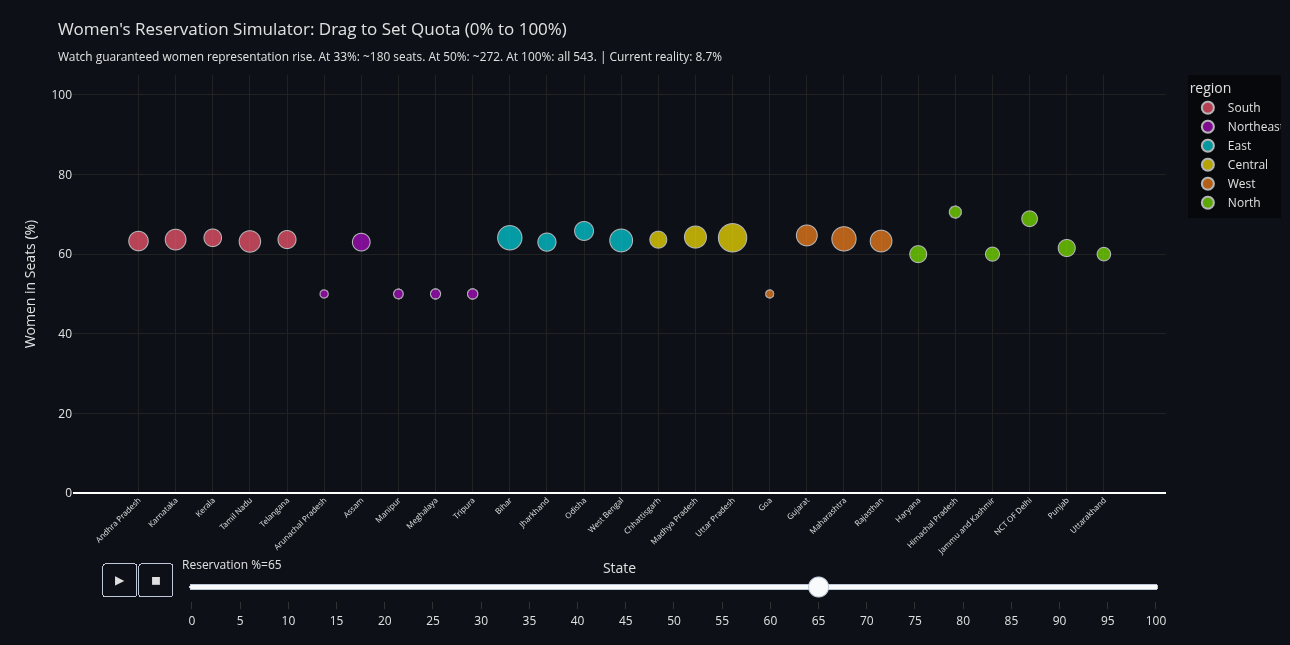 Women's Reservation Simulator: Drag to Set Quota (0% to 100%)
Watch guaranteed women representation rise. At 33%: ~180 seats. At 50%: ~272. At 100%: all 543. | Current reality: 8.7%
region
South
Northeast
East
Central
West
North
Women in Seats (%)
100
80
60
40
20
0
Andhra Pradesh
Karnataka
Kerala
Tamil Nadu
Telangana
Arunachal Pradesh
Assam
Manipur
Meghalaya
Tripura
Bihar
Jharkhand
Odisha
West Bengal
Chhattisgarh
Madhya Pradesh
Uttar Pradesh
Goa
Gujarat
Maharashtra
Rajasthan
Haryana
Himachal Pradesh
Jammu and Kashmir
NCT OF Delhi
Punjab
Uttarakhand
State
Reservation %=65
0 5 10 15 20 25 30 35 40 45 50 55 60 65 70 75 80 85 90 95 100